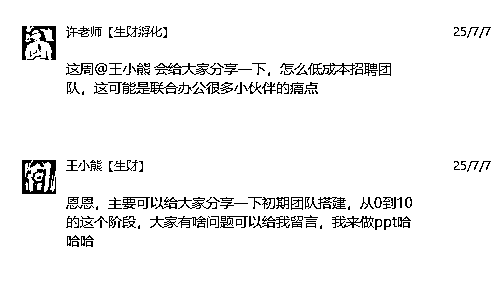 许老师【生财孵化】 25/7/7
这周@王小熊 会给大家分享一下，怎么低成本招聘团
队，这可能是联合办公很多小伙伴的痛点
王小熊【生财】 25/7/7
恩恩，主要可以给大家分享一下初期团队搭建，从0到10
的这个阶段，大家有啥问题可以给我留言，我来做ppt哈
哈哈